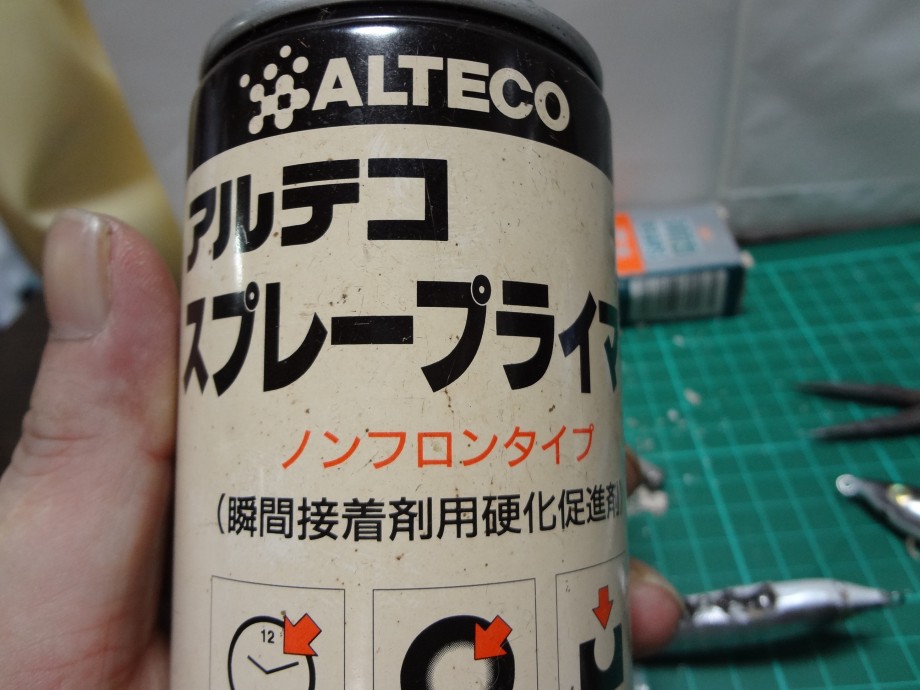 ALTECO
アルテコ
スプレープライマ
ノンフロンタイプ
(瞬間接着剤用硬化促進剤)
12